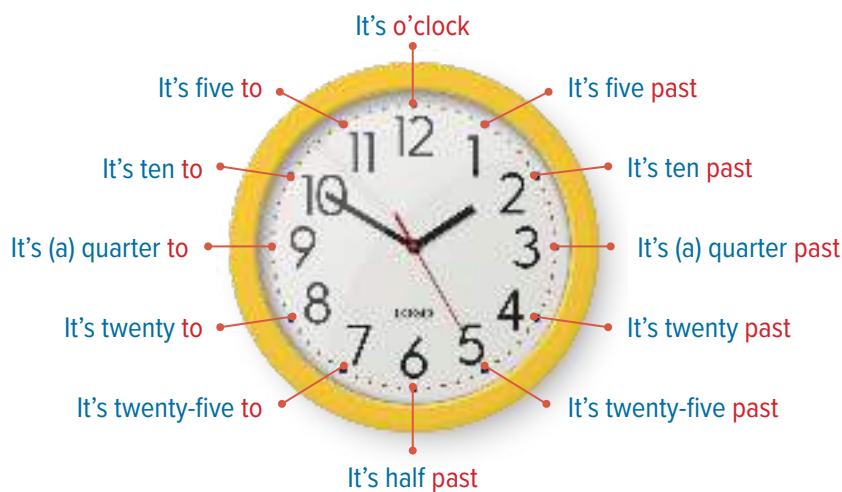 It's o'clock
It's five to
It's five past
It's ten to
It's ten past
It's (a) quarter to
It's (a) quarter past
It's twenty to
It's twenty past
It's twenty-five to
It's twenty-five past
It's half past
12
11
1
10
2
9
3
8
4
7
5
6